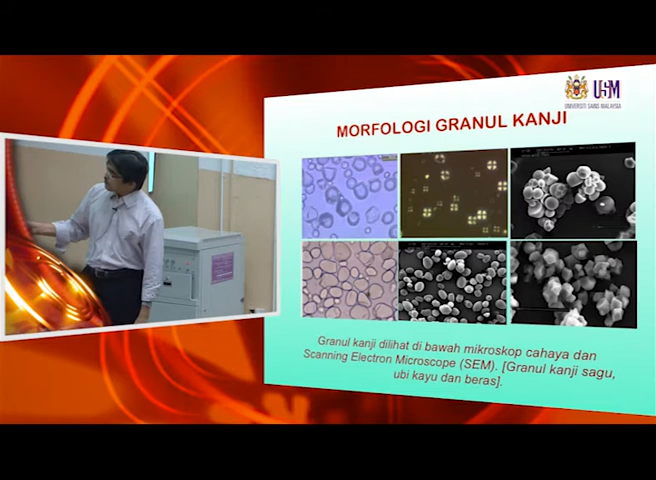 USM
UNIVERSITI SAINS MALAYSIA
MORFOLOGI GRANUL KANJI
Granul kanji dilihat di bawah mikroskop cahaya dan
Scanning Electron Microscope (SEM). [Granul kanji sagu,
ubi kayu dan beras].